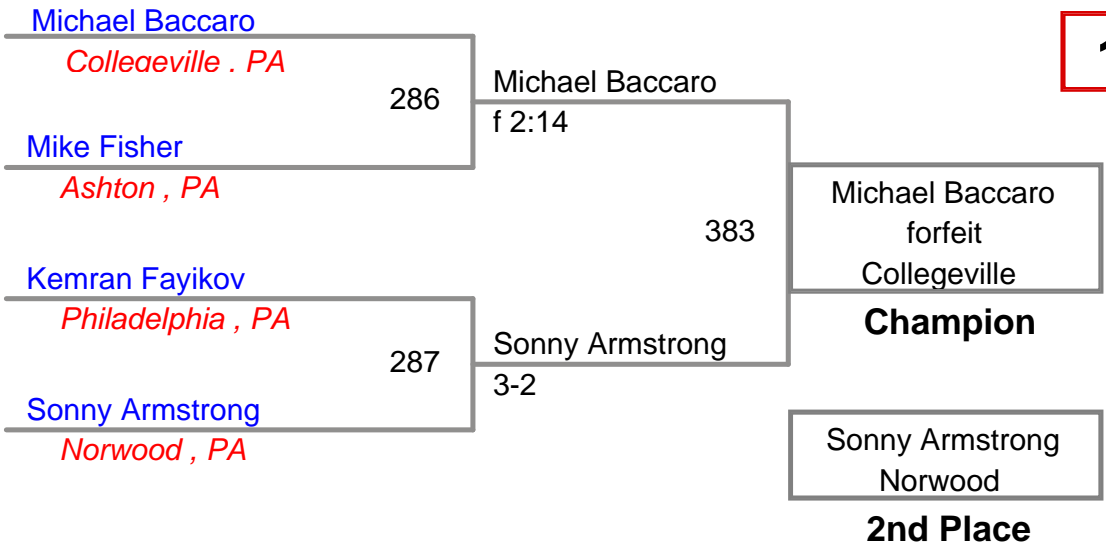 Michael Baccaro
Collegeville , PA
286
Michael Baccaro
f 2:14
Mike Fisher
Ashton , PA
383
Michael Baccaro
forfeit
Collegeville
Champion
Kemran Fayikov
Philadelphia , PA
287
Sonny Armstrong
3-2
Sonny Armstrong
Norwood , PA
Sonny Armstrong
Norwood
2nd Place